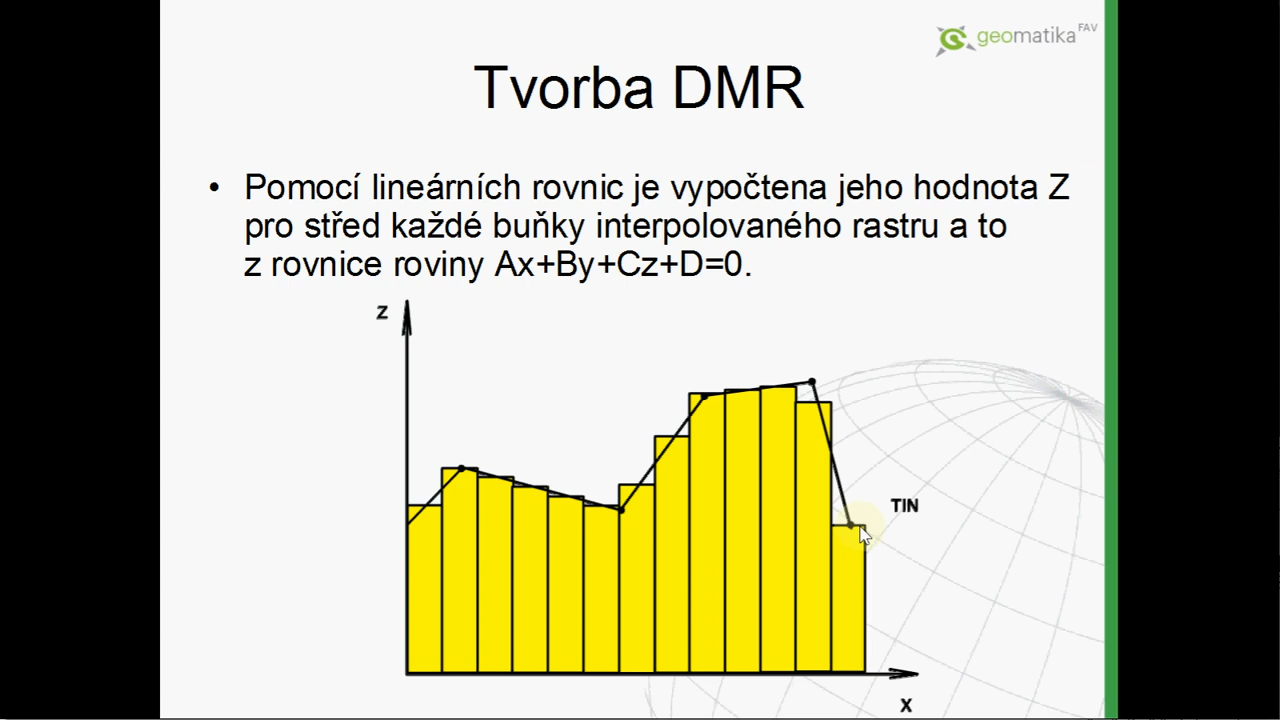 geomatika FAV
Tvorba DMR
• Pomocí lineárních rovnic je vypočtena jeho hodnota Z
pro střed každé buňky interpolovaného rastru a to
z rovnice roviny Ax+By+Cz+D=0.
Z
TIN
X